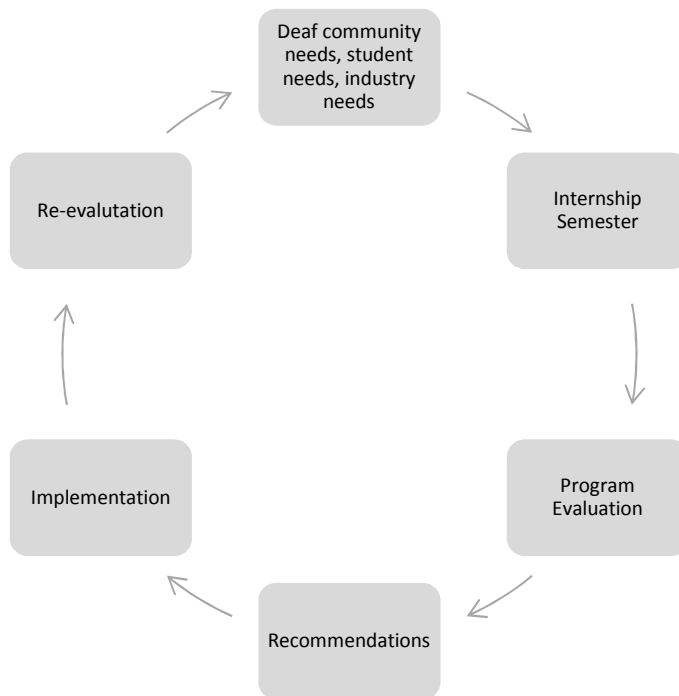 Deaf community
needs, student
needs, industry
needs
Internship
Semester
Program
Evaluation
Recommendations
Implementation
Re-evalutation